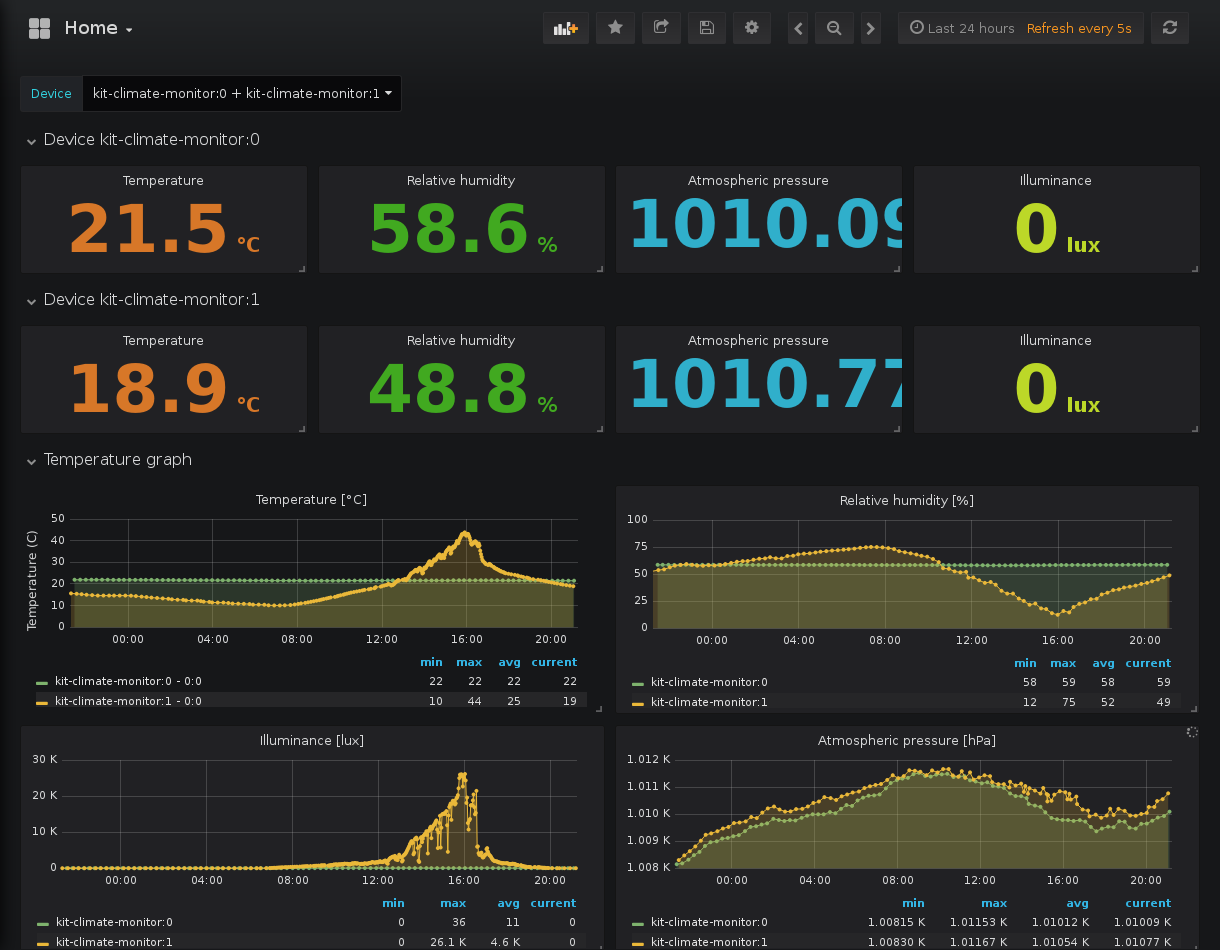 Home
Last 24 hours Refresh every 5s
Device kit-climate-monitor:0 + kit-climate-monitor:1
Device kit-climate-monitor:0
Temperature Relative humidity Atmospheric pressure Illuminance
21.5 °C 58.6 % 1010.09 0 lux
Device kit-climate-monitor:1
Temperature Relative humidity Atmospheric pressure Illuminance
18.9 °C 48.8 % 1010.77 0 lux
Temperature graph
Temperature [°C]
Temperature (C)
50
40
30
20
10
0
00:00 04:00 08:00 12:00 16:00 20:00
min max avg current
kit-climate-monitor:0 - 0:0 22 22 22 22
kit-climate-monitor:1 - 0:0 10 44 25 19
Relative humidity [%]
100
75
50
25
0
00:00 04:00 08:00 12:00 16:00 20:00
min max avg current
kit-climate-monitor:0 58 59 58 59
kit-climate-monitor:1 12 75 52 49
Illuminance [lux]
30 K
20 K
10 K
0
00:00 04:00 08:00 12:00 16:00 20:00
min max avg current
kit-climate-monitor:0 0 36 11 0
kit-climate-monitor:1 0 26.1 K 4.6 K 0
Atmospheric pressure [hPa]
1.012 K
1.011 K
1.010 K
1.009 K
1.008 K
00:00 04:00 08:00 12:00 16:00 20:00
min max avg current
kit-climate-monitor:0 1.00815 K 1.01153 K 1.01012 K 1.01009 K
kit-climate-monitor:1 1.00830 K 1.01167 K 1.01054 K 1.01077 K